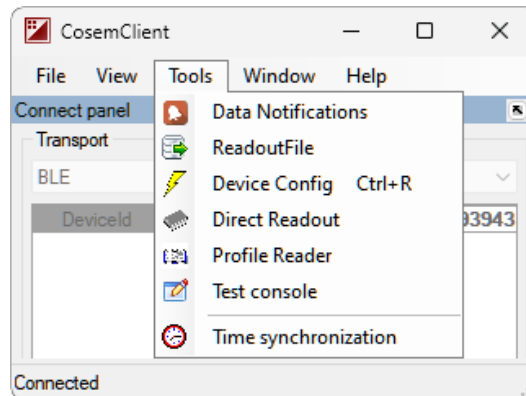 CosemClient
File View Tools Window Help
Connect panel
Data Notifications
Transport
ReadoutFile
BLE
Device Config Ctrl+R
DeviceId
Direct Readout
93943
Profile Reader
Test console
Time synchronization
Connected